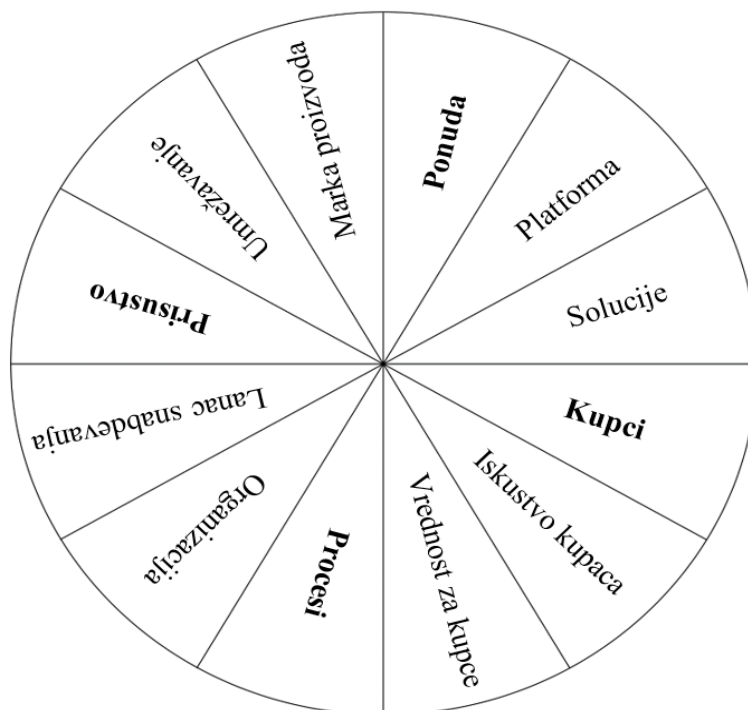 Ponuda
Platforma
Solucije
Kupci
Iskustvo kupaca
Vrednost za kupce
Procesi
Organizacija
Lanac snabdevanja
Prisustvo
Umrežavanje
Marka proizvoda